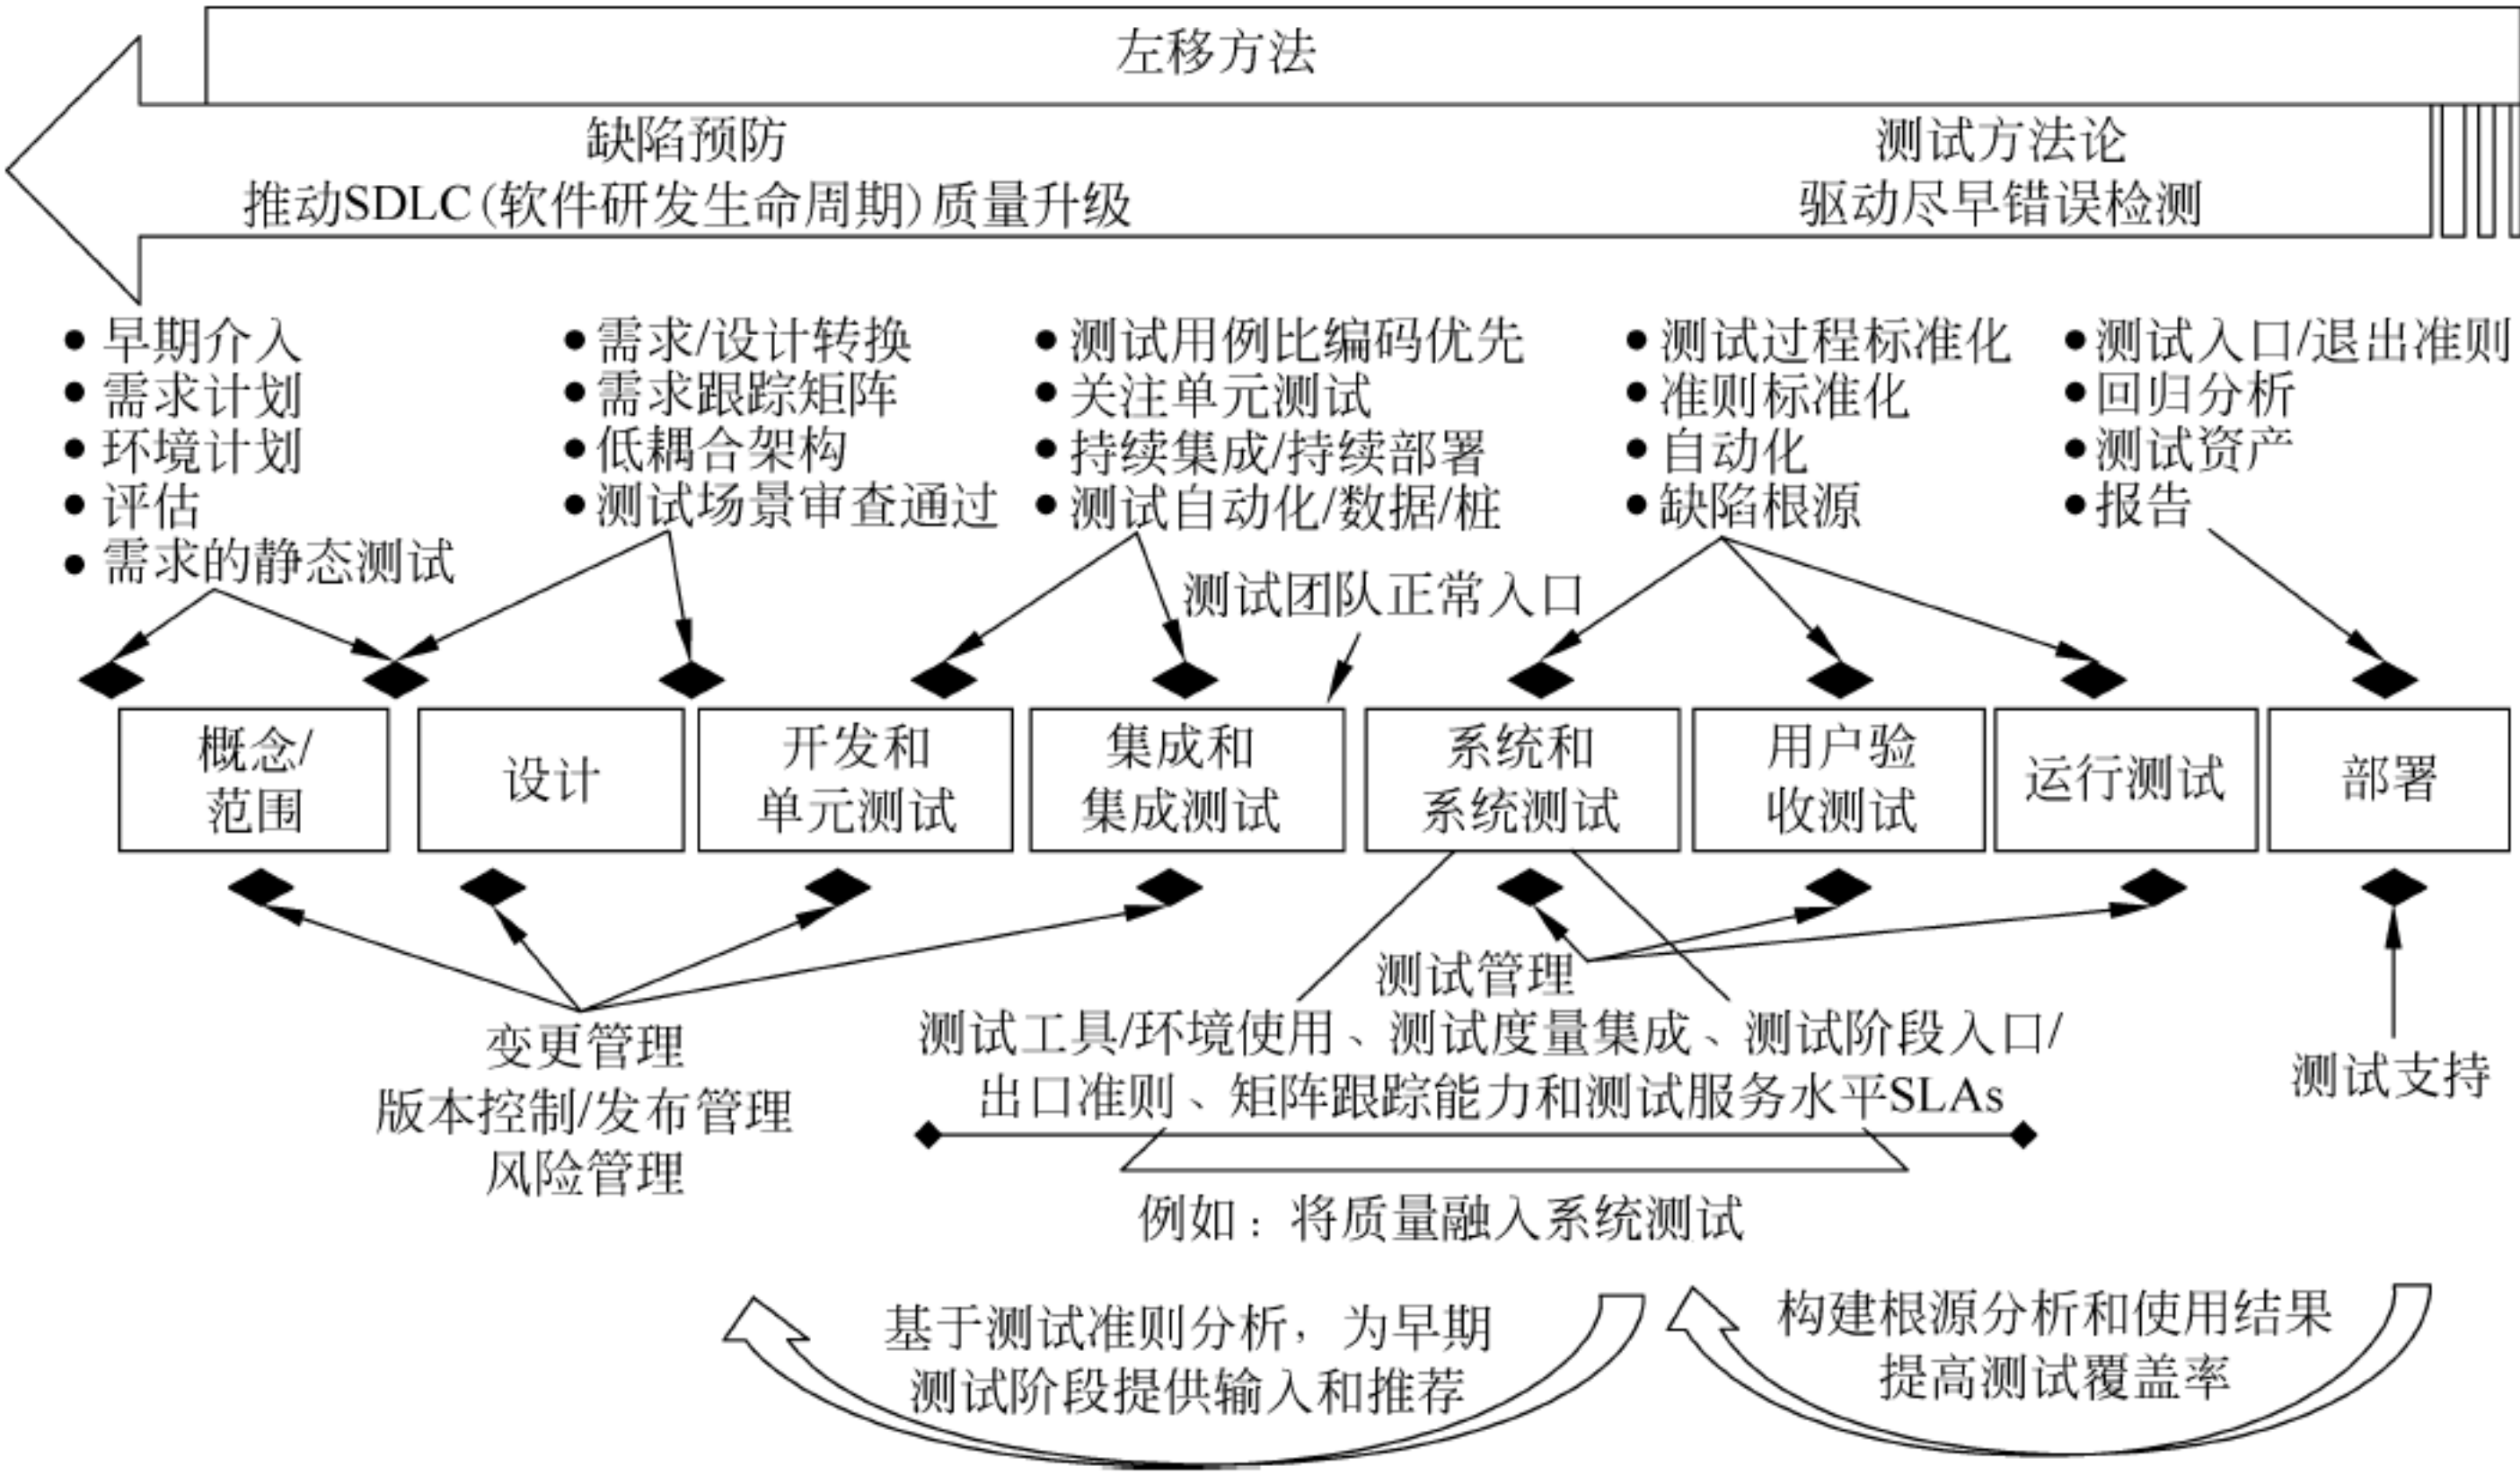 左移方法
缺陷预防
推动SDLC(软件研发生命周期)质量升级
测试方法论
驱动尽早错误检测
● 早期介入
● 需求计划
● 环境计划
● 评估
● 需求的静态测试
● 需求/设计转换
● 需求跟踪矩阵
● 低耦合架构
● 测试场景审查通过
● 测试用例比编码优先
● 关注单元测试
● 持续集成/持续部署
● 测试自动化/数据/桩
● 测试过程标准化
● 准则标准化
● 自动化
● 缺陷根源
● 测试入口/退出准则
● 回归分析
● 测试资产
● 报告
测试团队正常入口
概念/
范围
设计
开发和
单元测试
集成和
集成测试
系统和
系统测试
用户验
收测试
运行测试
部署
变更管理
版本控制/发布管理
风险管理
测试管理
测试工具/环境使用、测试度量集成、测试阶段入口/
出口准则、矩阵跟踪能力和测试服务水平SLAs
测试支持
例如：将质量融入系统测试
基于测试准则分析，为早期
测试阶段提供输入和推荐
构建根源分析和使用结果
提高测试覆盖率